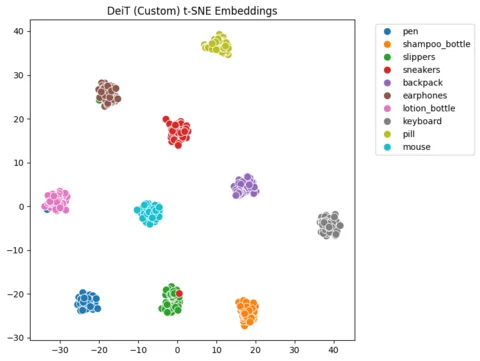 DeiT (Custom) t-SNE Embeddings
pen
shampoo_bottle
slippers
sneakers
backpack
earphones
lotion_bottle
keyboard
pill
mouse
40
30
20
10
0
−10
−20
−30
−30
−20
−10
0
10
20
30
40